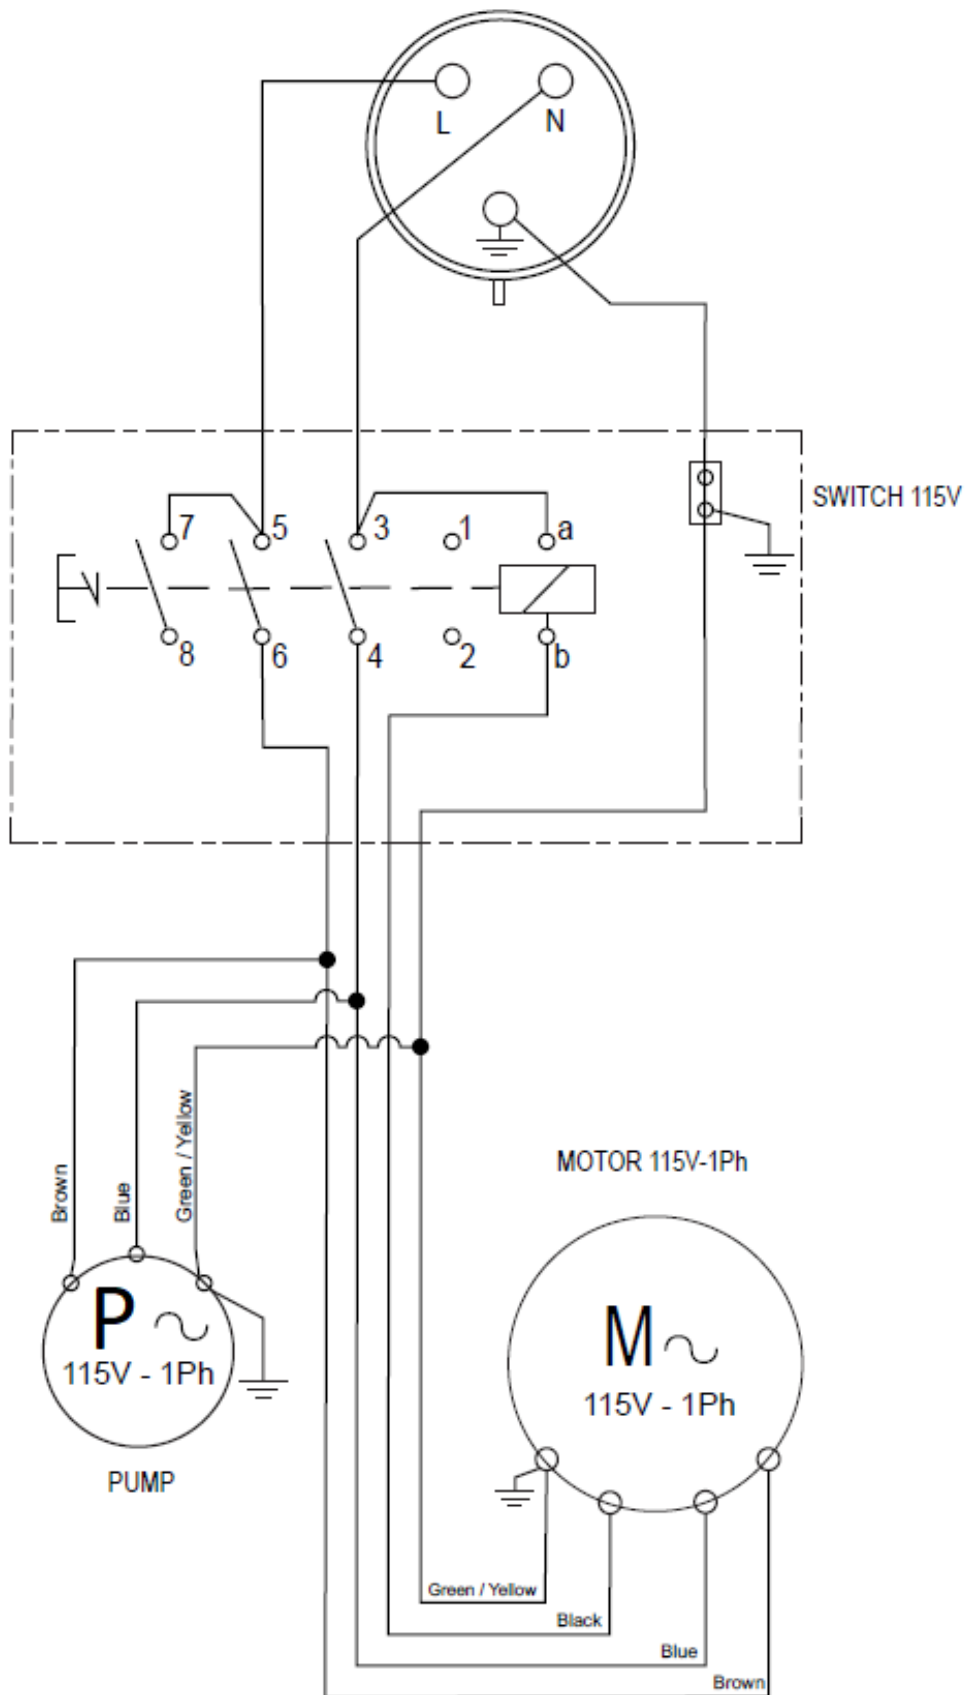 L
N
SWITCH 115V
7 5 3 1 a
8 6 4 2 b
Brown
Blue
Green / Yellow
MOTOR 115V-1Ph
P
115V - 1Ph
PUMP
M
115V - 1Ph
Green / Yellow
Black
Blue
Brown